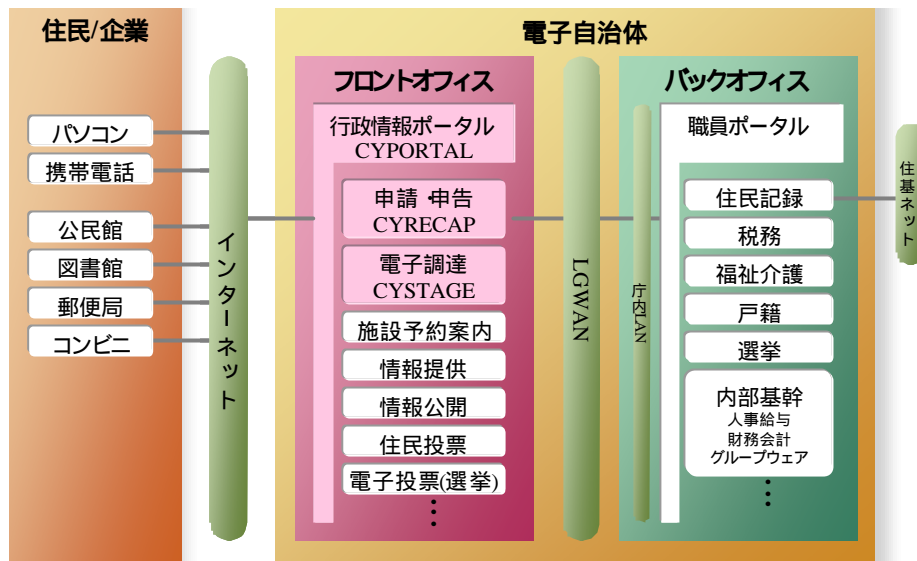 住民/企業
パソコン
携帯電話
公民館
図書館
郵便局
コンビニ
インターネット
電子自治体
フロントオフィス
行政情報ポータル
CYPORTAL
申請・申告
CYRECAP
電子調達
CYSTAGE
施設予約案内
情報提供
情報公開
住民投票
電子投票(選挙)
⋮
LGWAN
庁内LAN
バックオフィス
職員ポータル
住民記録
税務
福祉介護
戸籍
選挙
内部基幹
人事給与
財務会計
グループウェア
⋮
住基ネット